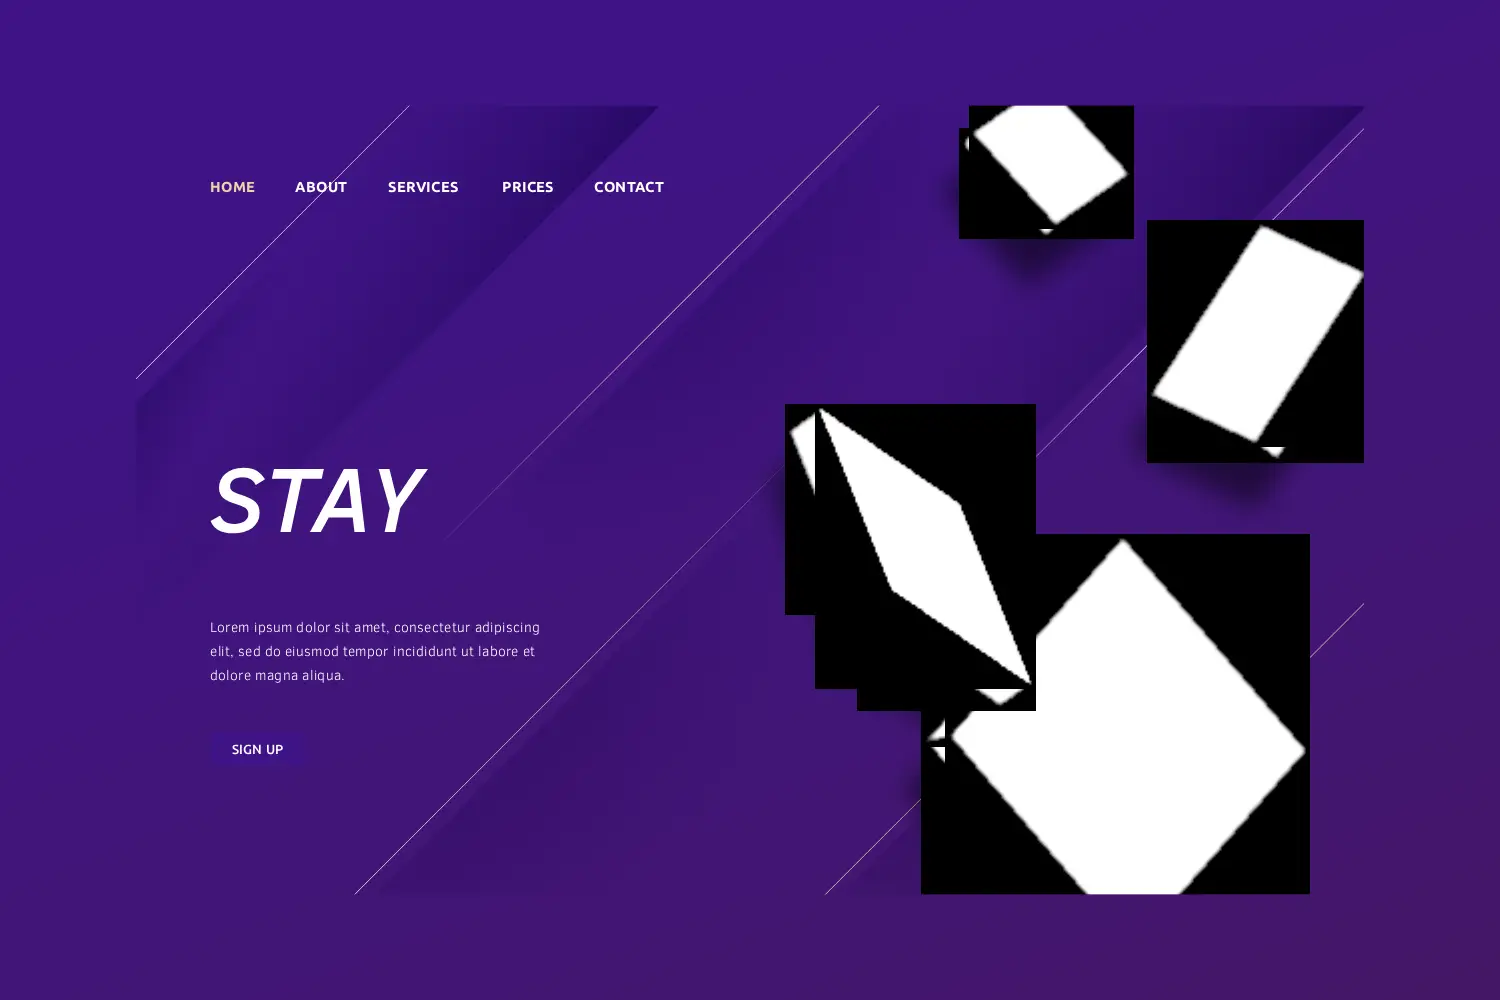 HOME ABOUT SERVICES PRICES CONTACT
STAY
Lorem ipsum dolor sit amet, consectetur adipiscing
elit, sed do eiusmod tempor incididunt ut labore et
dolore magna aliqua.
SIGN UP